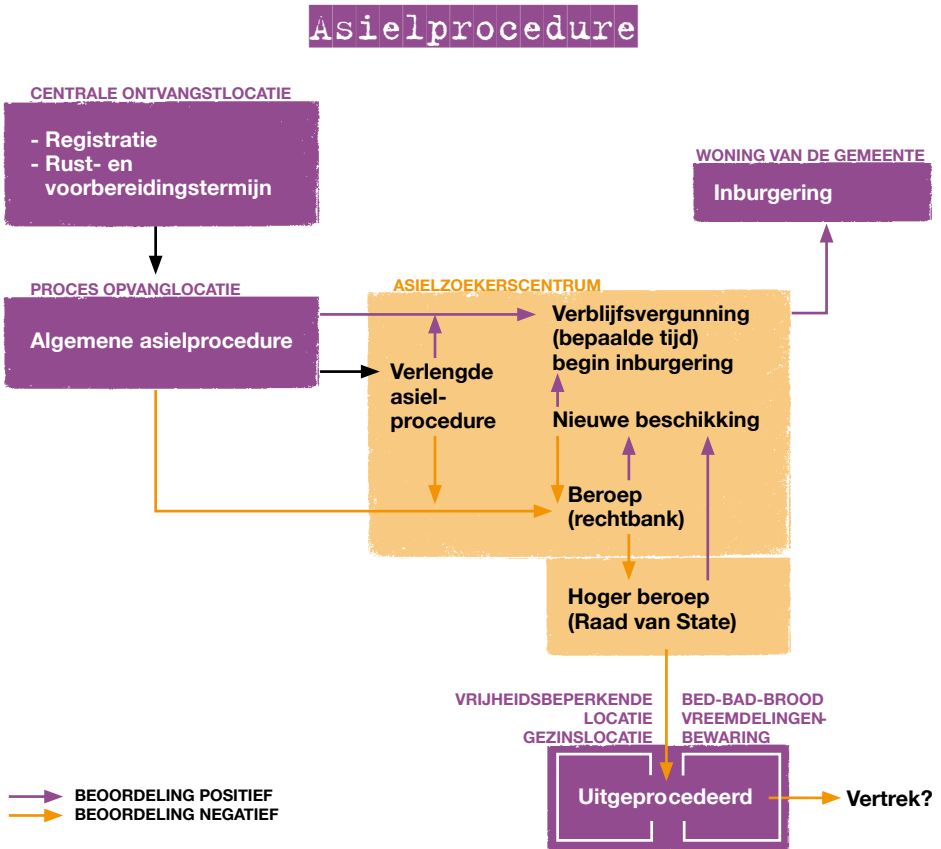 Asielprocedure
CENTRALE ONTVANGSTLOCATIE
- Registratie
- Rust- en
voorbereidingstermijn
WONING VAN DE GEMEENTE
Inburgering
PROCES OPVANGLOCATIE
Algemene asielprocedure
ASIELZOEKERSCENTRUM
Verblijfsvergunning
(bepaalde tijd)
begin inburgering
Verlengde
asiel-
procedure
Nieuwe beschikking
Beroep
(rechtbank)
Hoger beroep
(Raad van State)
VRIJHEIDSBEPERKENDE
LOCATIE
GEZINSLOCATIE
BED-BAD-BROOD
VREEMDELINGEN-
BEWARING
Uitgeprocedeerd
Vertrek?
BEOORDELING POSITIEF
BEOORDELING NEGATIEF